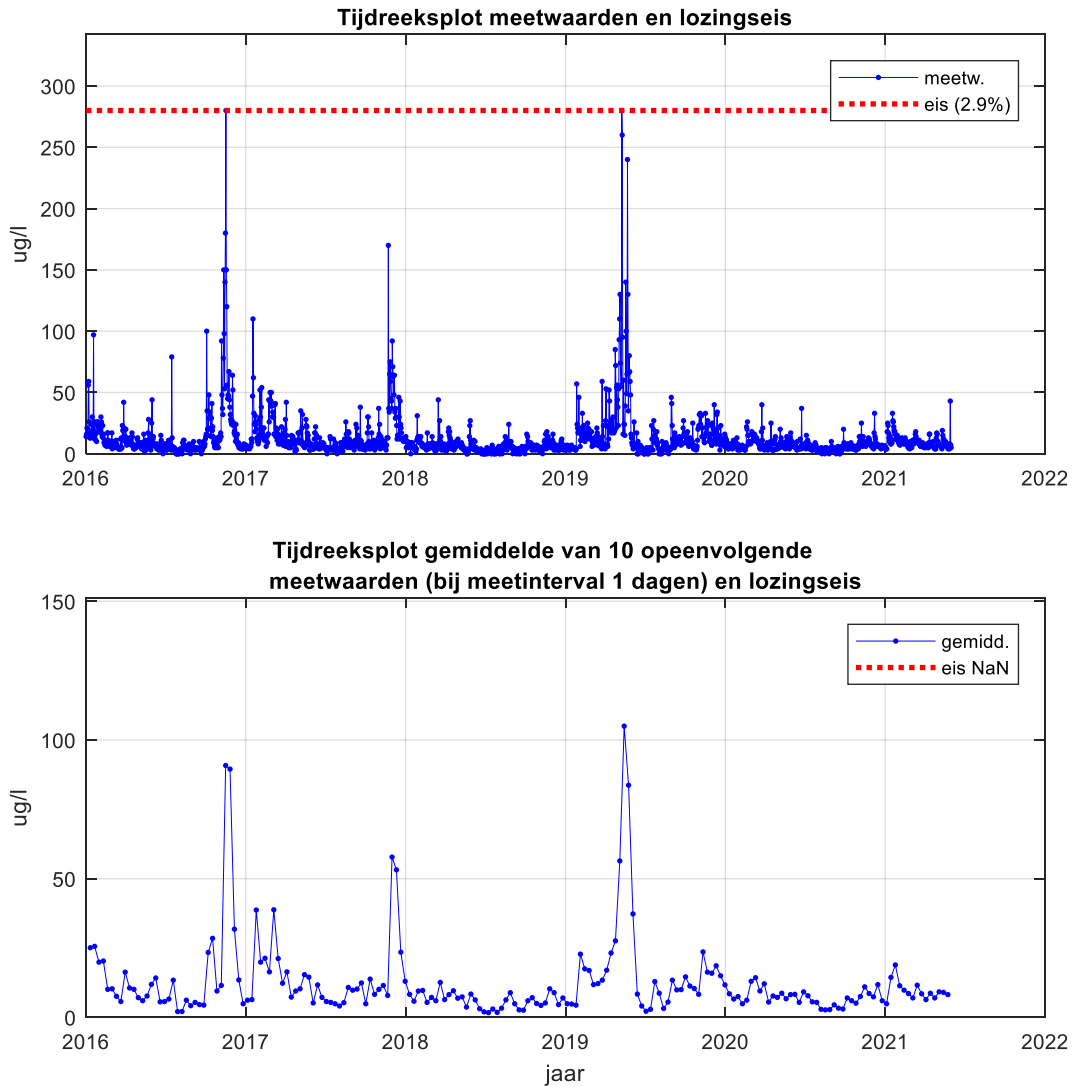 Tijdreeksplot meetwaarden en lozingseis
300
250
200
150
100
50
0
ug/l
meetw.
eis (2.9%)
2016 2017 2018 2019 2020 2021 2022
Tijdreeksplot gemiddelde van 10 opeenvolgende
meetwaarden (bij meetinterval 1 dagen) en lozingseis
150
100
50
0
ug/l
gemidd.
eis NaN
2016 2017 2018 2019 2020 2021 2022
jaar